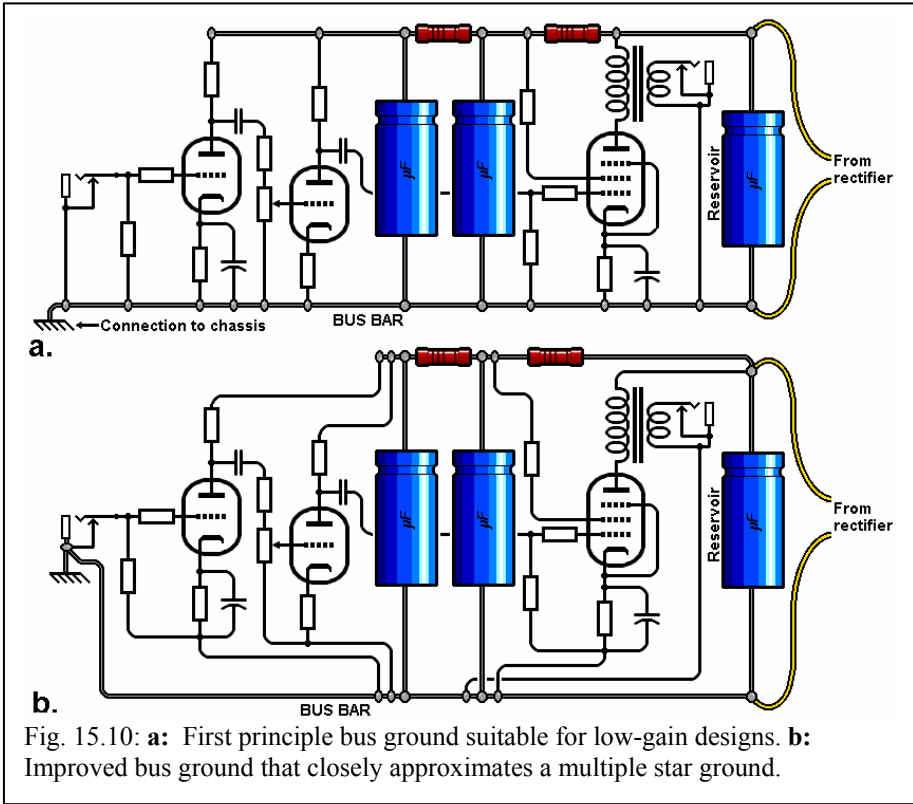 µF
µF
Reservoir
From
rectifier
BUS BAR
Connection to chassis
a.
µF
µF
Reservoir
From
rectifier
BUS BAR
b.
Fig. 15.10: a: First principle bus ground suitable for low-gain designs. b:
Improved bus ground that closely approximates a multiple star ground.